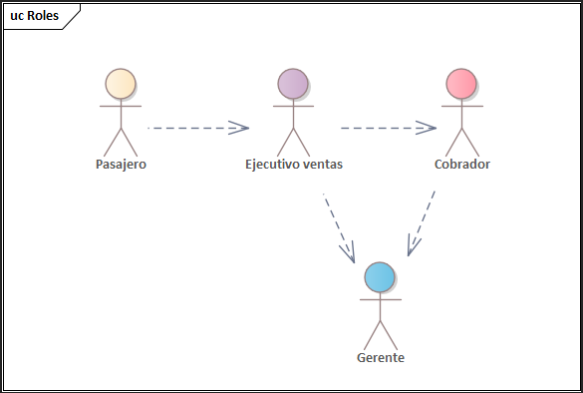 uc Roles
Pasajero
Ejecutivo ventas
Cobrador
Gerente